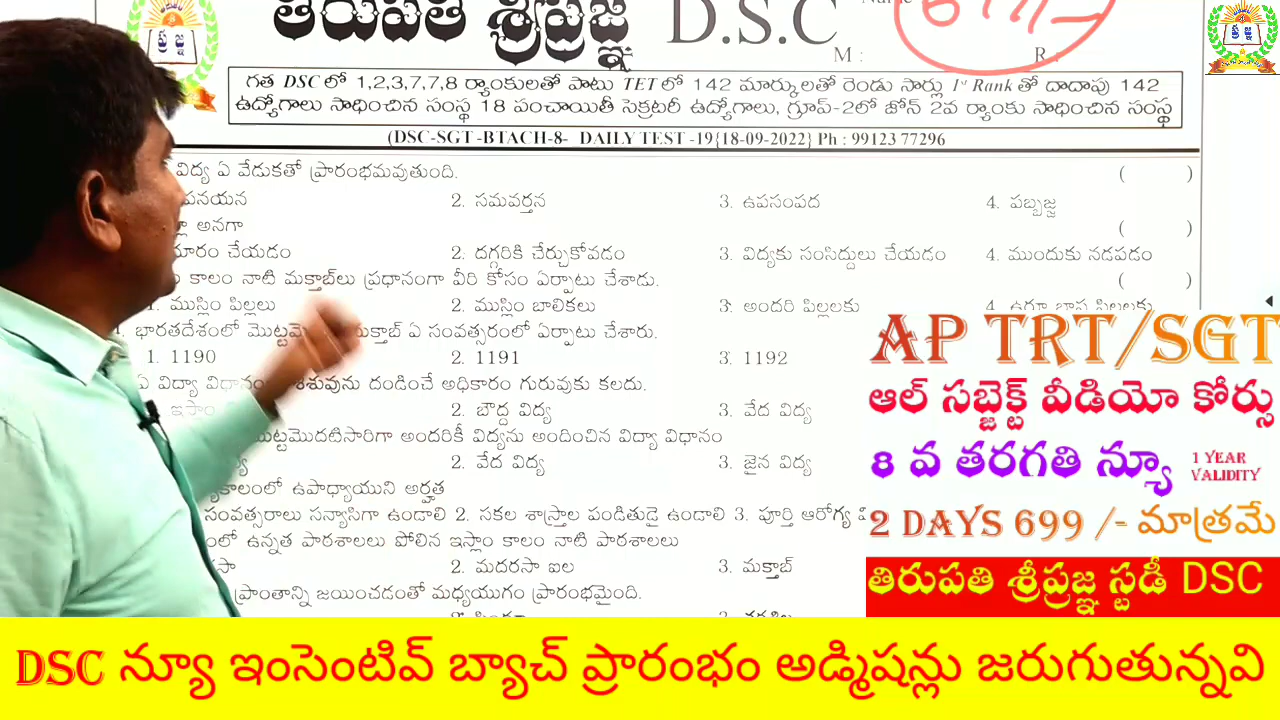 తిరుపతి శ్రీప్రజ్ఞ D.S.C
M : R :
గత DSC లో 1,2,3,7,7,8 ర్యాంకులతో పాటు TET లో 142 మార్కులతో రెండు సార్లు 1st Rank తో దాదాపు 142
ఉద్యోగాలు సాధించిన సంస్థ 18 పంచాయితీ సెక్రటరీ ఉద్యోగాలు, గ్రూప్-2లో జోన్ 2వ ర్యాంకు సాధించిన సంస్థ
(DSC-SGT -BTACH-8- DAILY TEST -19{18-09-2022} Ph : 99123 77296
విద్య ఏ వేడుకతో ప్రారంభమవుతుంది. ( )
2. సమవర్తన 3. ఉపసంపద 4. పబ్బజ్జ
అనగా ( )
చేయడం 2. దగ్గరికి చేర్చుకోవడం 3. విద్యకు సంసిద్దులు చేయడం 4. ముందుకు నడపడం
కాలం నాటి మక్తాబ్‌లు ప్రధానంగా వీరి కోసం ఏర్పాటు చేశాడు. ( )
1. ముస్లిం పిల్లలు 2. ముస్లిం బాలికలు 3. అందరి పిల్లలకు 4.
భారతదేశంలో మక్తాబ్ ఏ సంవత్సరంలో ఏర్పాటు చేశారు.
1. 1190 2. 1191 3. 1192
ఏ విద్యా విధానం శిశువును దండించే అధికారం గురువుకు కలదు.
2. బౌద్ద విద్య 3. వేద విద్య
అందరికీ విద్యను అందించిన విద్యా విధానం
2. వేద విద్య 3. జైన విద్య
ఉపాధ్యాయుని అర్హత
సంవత్సరాలు సన్యాసిగా ఉండాలి 2. సకల శాస్త్రాల పండితుడై ఉండాలి 3. పూర్తి ఆరోగ్య
ఉన్నత పాఠశాలలు పోలిన ఇస్లాం కాలం నాటి పాఠశాలలు
2. మదరసా ఐల 3. మక్తాబ్
ప్రాంతాన్ని జయించడంతో మధ్యయుగం ప్రారంభమైంది.
AP TRT/SGT
ఆల్ సబ్జెక్ట్ వీడియో కోర్సు
8 వ తరగతి న్యూ 1 YEAR VALIDITY
2 DAYS 699 /- మాత్రమే
తిరుపతి శ్రీప్రజ్ఞ స్టడీ DSC
DSC న్యూ ఇంసెంటివ్ బ్యాచ్ ప్రారంభం అడ్మిషన్లు జరుగుతున్నవి